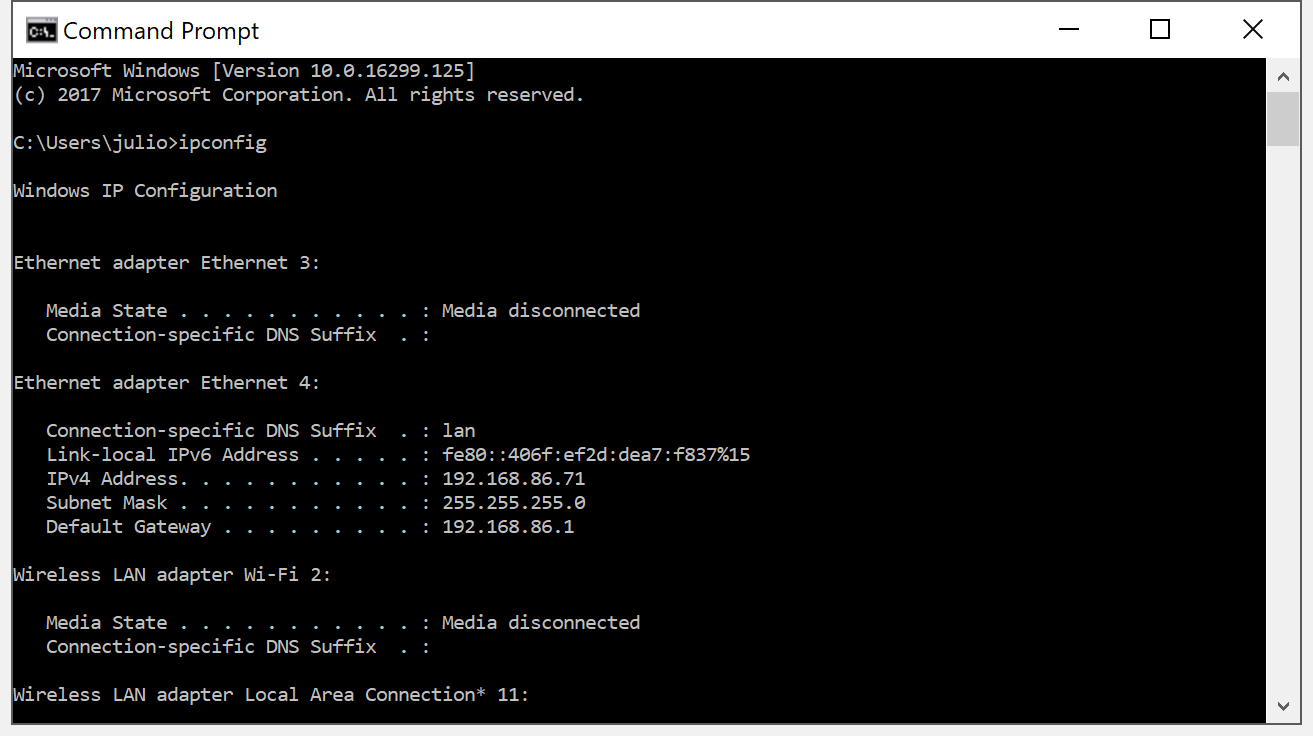 Command Prompt
Microsoft Windows [Version 10.0.16299.125]
(c) 2017 Microsoft Corporation. All rights reserved.
C:\Users\julio>ipconfig
Windows IP Configuration
Ethernet adapter Ethernet 3:
   Media State . . . . . . . . . . . : Media disconnected
   Connection-specific DNS Suffix  . :
Ethernet adapter Ethernet 4:
   Connection-specific DNS Suffix  . : lan
   Link-local IPv6 Address . . . . . : fe80::406f:ef2d:dea7:f837%15
   IPv4 Address. . . . . . . . . . . : 192.168.86.71
   Subnet Mask . . . . . . . . . . . : 255.255.255.0
   Default Gateway . . . . . . . . . : 192.168.86.1
Wireless LAN adapter Wi-Fi 2:
   Media State . . . . . . . . . . . : Media disconnected
   Connection-specific DNS Suffix  . :
Wireless LAN adapter Local Area Connection* 11: